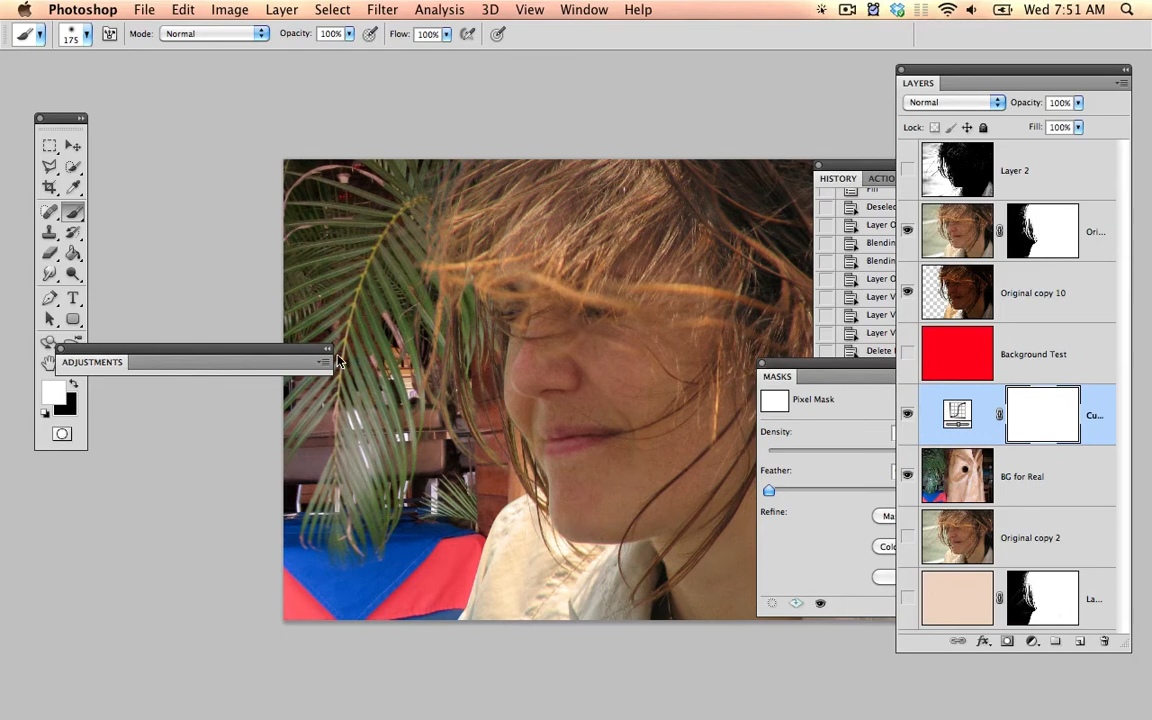 Photoshop File Edit Image Layer Select Filter Analysis 3D View Window Help Wed 7:51 AM
175 Mode: Normal Opacity: 100% Flow: 100%
LAYERS
Normal Opacity: 100%
Lock: Fill: 100%
Layer 2
Ori...
Original copy 10
Background Test
Cu...
BG for Real
Original copy 2
La...
HISTORY ACTIO
Fill
Deselec
Layer O
Blending
Blending
Layer O
Layer V
Layer V
Layer V
Delete
MASKS
Pixel Mask
Density:
Feather:
Refine:
Ma
Colo
ADJUSTMENTS